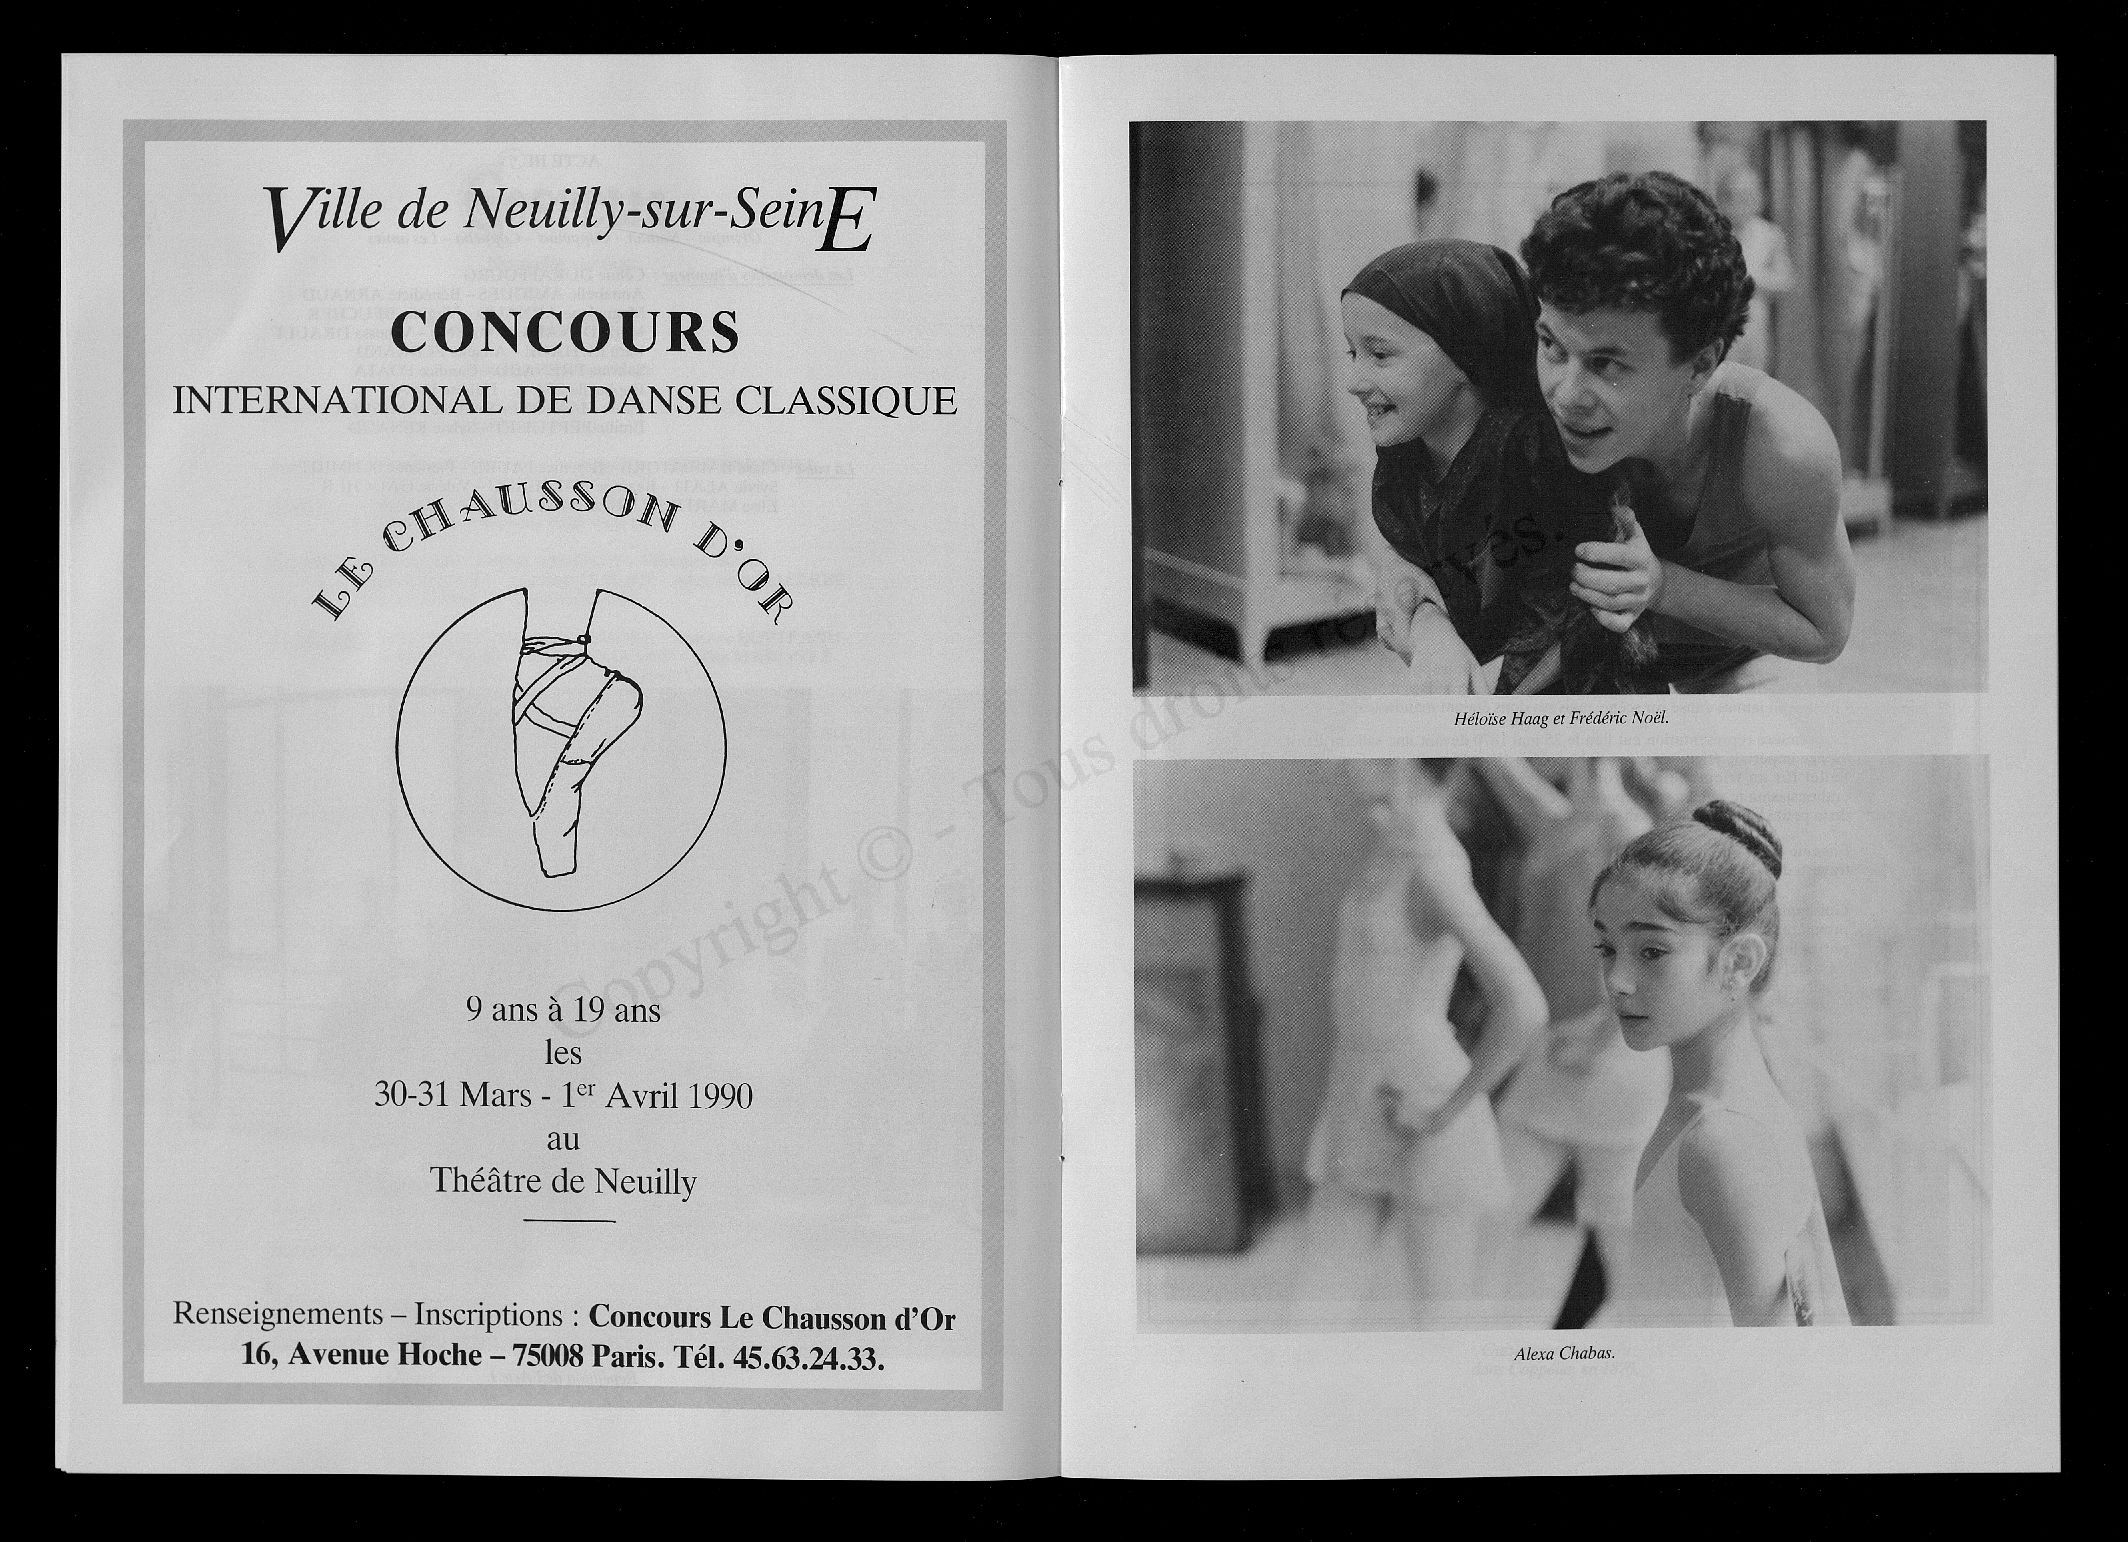 Ville de Neuilly-sur-SeinE
CONCOURS
INTERNATIONAL DE DANSE CLASSIQUE
LE CHAUSSON D'OR
9 ans à 19 ans
les
30-31 Mars - 1er Avril 1990
au
Théâtre de Neuilly
Renseignements – Inscriptions : Concours Le Chausson d'Or
16, Avenue Hoche – 75008 Paris. Tél. 45.63.24.33.
Héloïse Haag et Frédéric Noël.
Alexa Chabas.
Copyright © - Tous droits réservés.